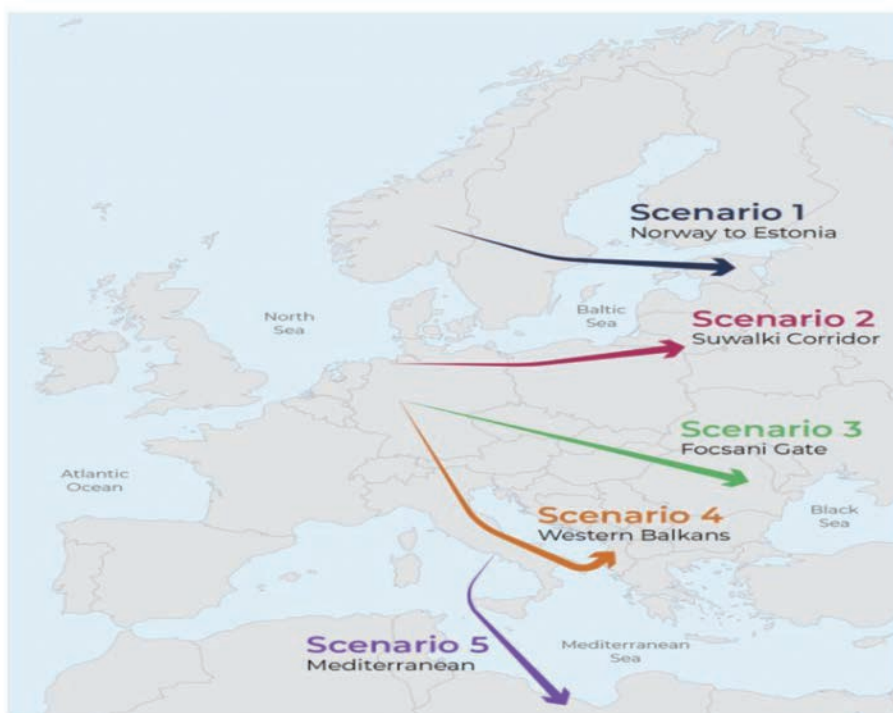 Scenario 1
Norway to Estonia
North
Sea
Baltic
Sea
Scenario 2
Suwalki Corridor
Scenario 3
Focsani Gate
Atlantic
Ocean
Scenario 4
Western Balkans
Black
Sea
Scenario 5
Mediterranean
Mediterranean
Sea